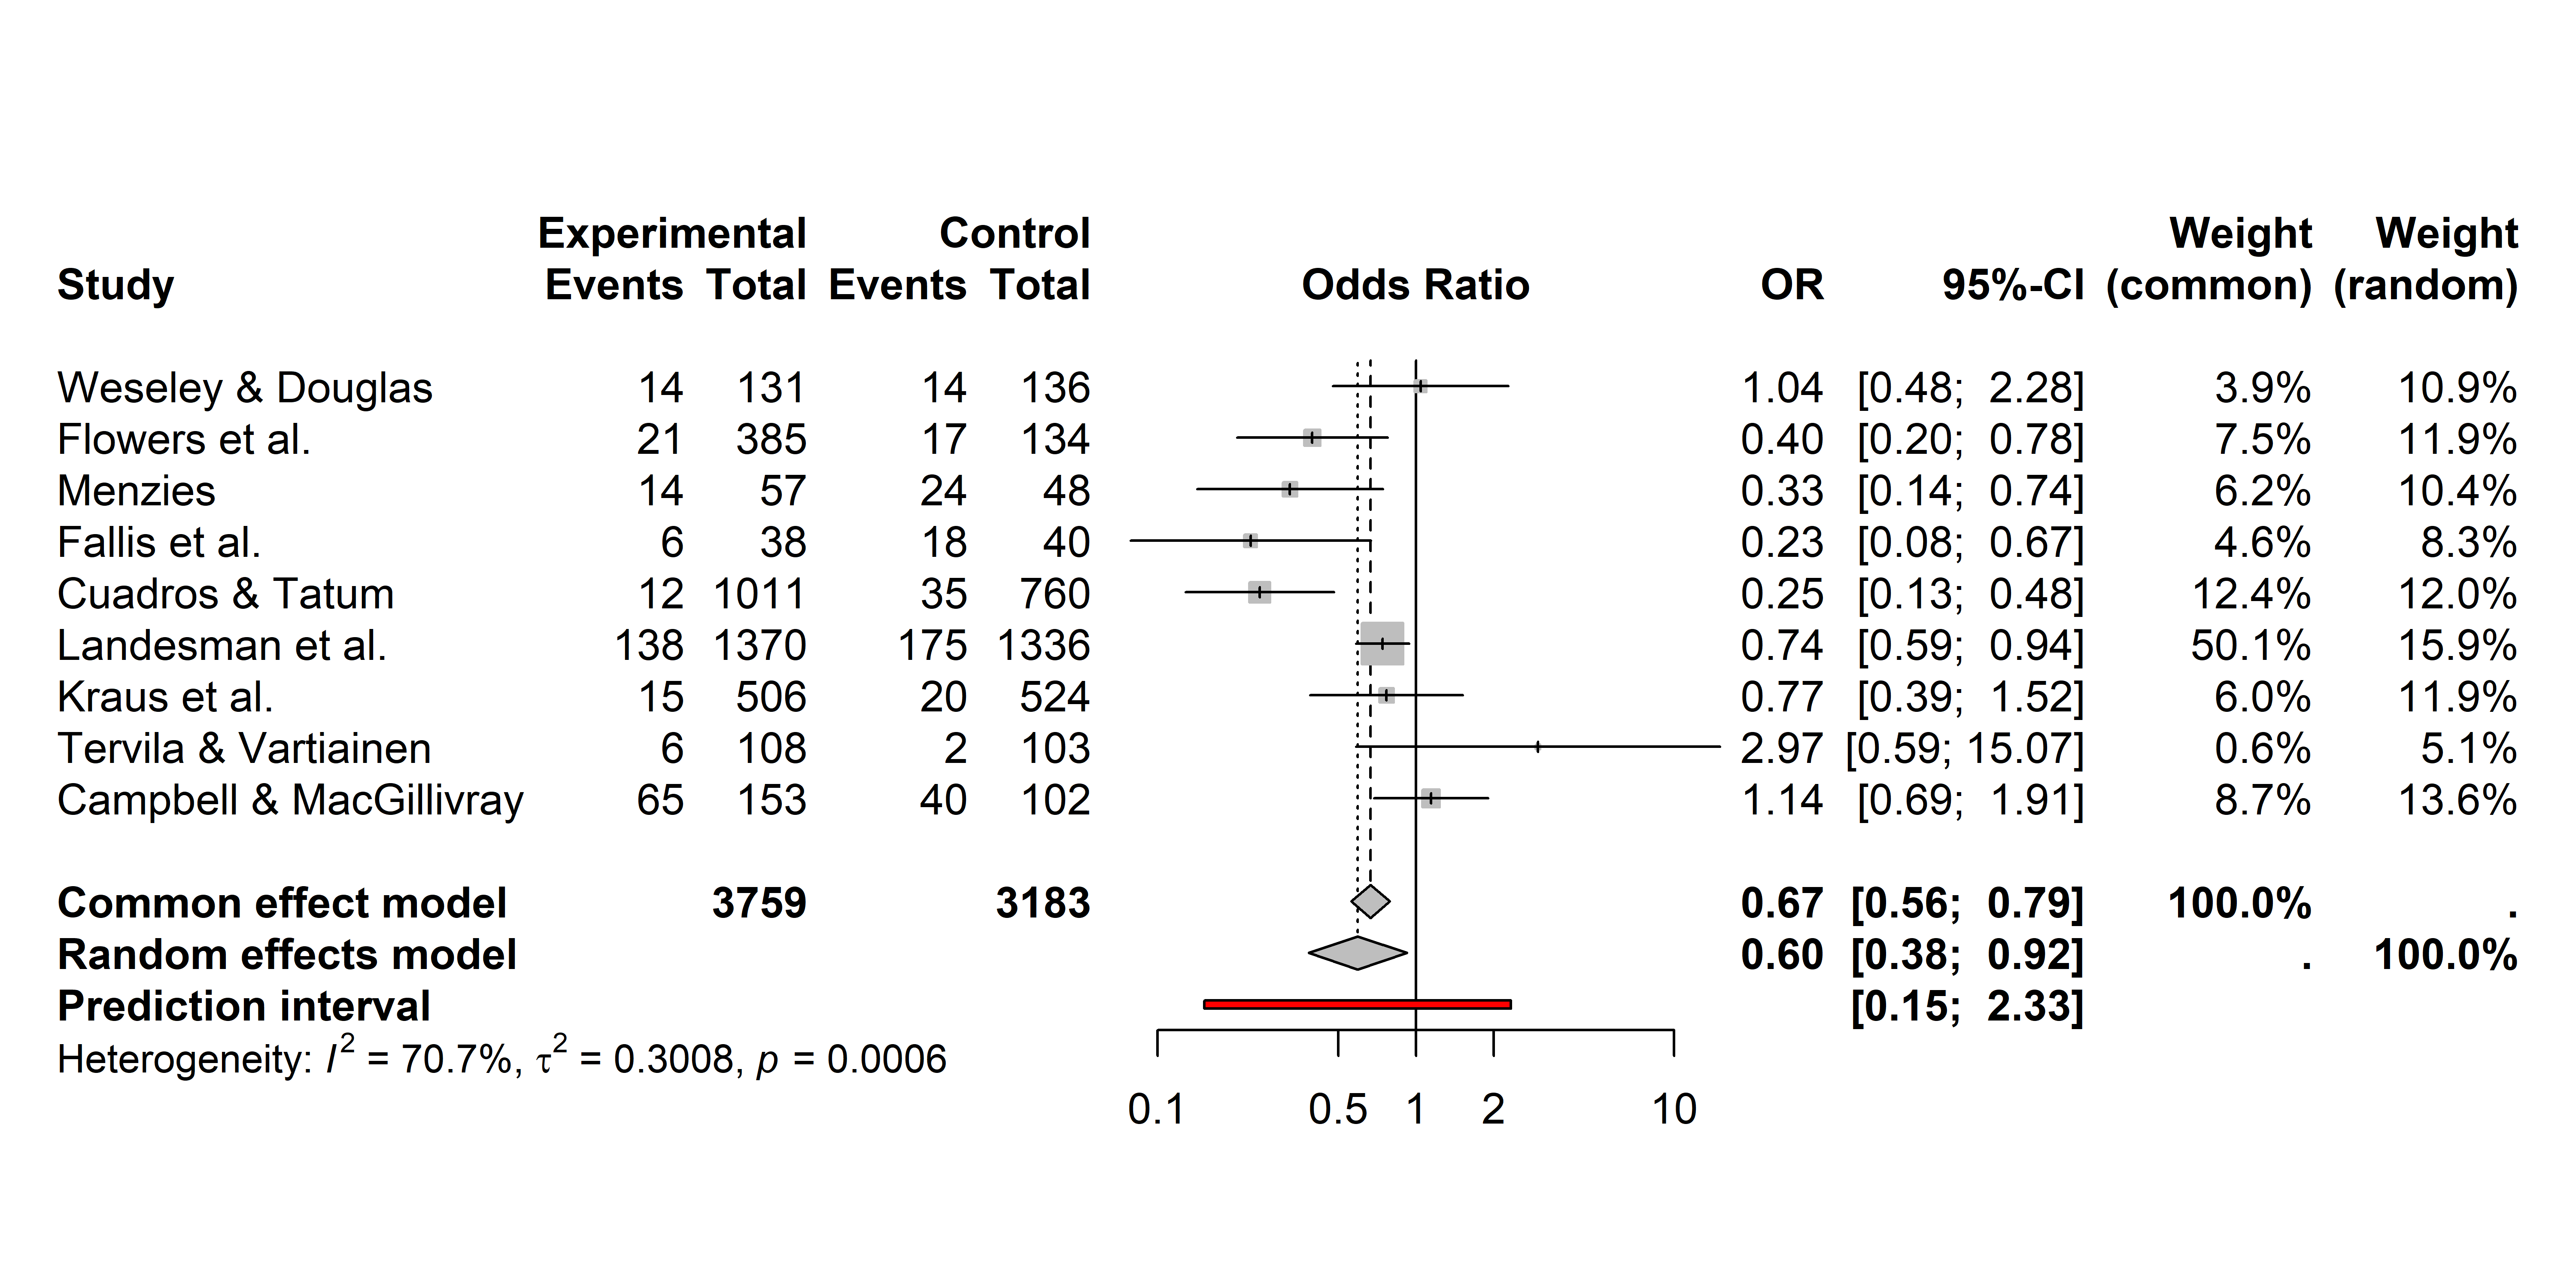 Experimental Control Weight Weight
Study Events Total Events Total Odds Ratio OR 95%-CI (common) (random)
Weseley & Douglas 14 131 14 136 1.04 [0.48; 2.28] 3.9% 10.9%
Flowers et al. 21 385 17 134 0.40 [0.20; 0.78] 7.5% 11.9%
Menzies 14 57 24 48 0.33 [0.14; 0.74] 6.2% 10.4%
Fallis et al. 6 38 18 40 0.23 [0.08; 0.67] 4.6% 8.3%
Cuadros & Tatum 12 1011 35 760 0.25 [0.13; 0.48] 12.4% 12.0%
Landesman et al. 138 1370 175 1336 0.74 [0.59; 0.94] 50.1% 15.9%
Kraus et al. 15 506 20 524 0.77 [0.39; 1.52] 6.0% 11.9%
Tervila & Vartiainen 6 108 2 103 2.97 [0.59; 15.07] 0.6% 5.1%
Campbell & MacGillivray 65 153 40 102 1.14 [0.69; 1.91] 8.7% 13.6%
Common effect model 3759 3183 0.67 [0.56; 0.79] 100.0% .
Random effects model 0.60 [0.38; 0.92] . 100.0%
Prediction interval [0.15; 2.33]
Heterogeneity: I² = 70.7%, τ² = 0.3008, p = 0.0006
0.1 0.5 1 2 10